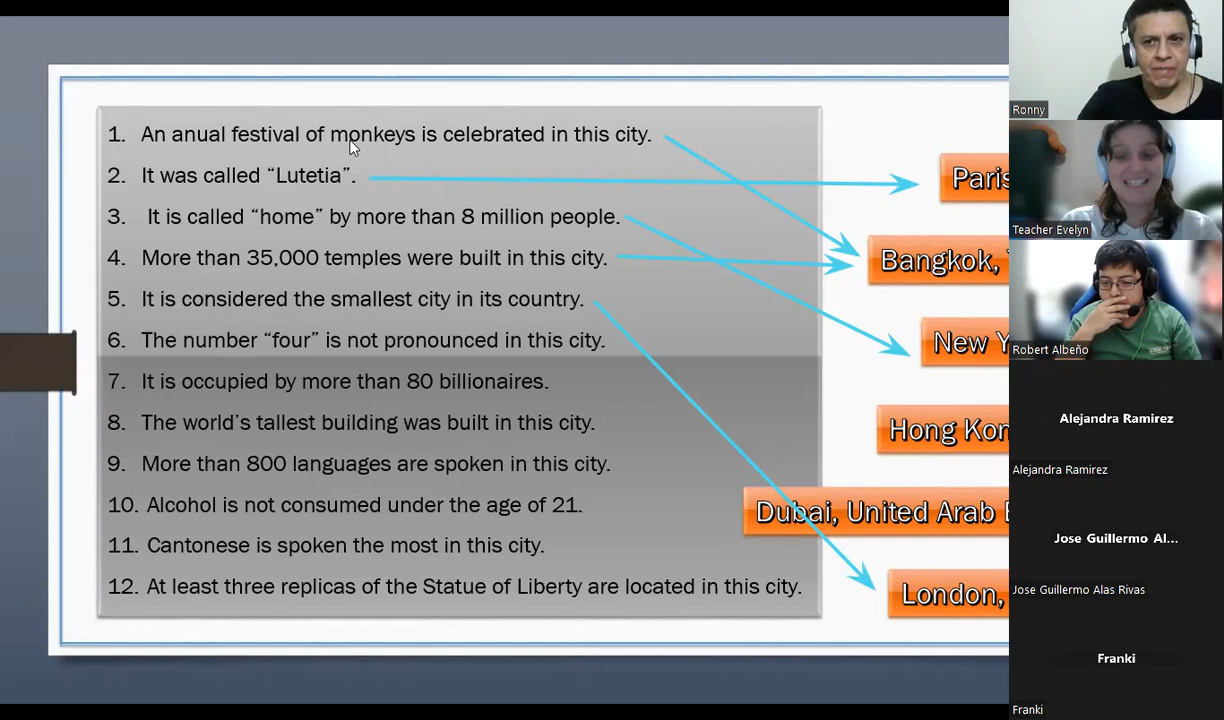 1. An anual festival of monkeys is celebrated in this city.
2. It was called “Lutetia”.
3. It is called “home” by more than 8 million people.
4. More than 35,000 temples were built in this city.
5. It is considered the smallest city in its country.
6. The number “four” is not pronounced in this city.
7. It is occupied by more than 80 billionaires.
8. The world’s tallest building was built in this city.
9. More than 800 languages are spoken in this city.
10. Alcohol is not consumed under the age of 21.
11. Cantonese is spoken the most in this city.
12. At least three replicas of the Statue of Liberty are located in this city.
Paris
Bangkok,
New Y
Hong Kon
Dubai, United Arab E
London,
Ronny
Teacher Evelyn
Robert Albeño
Alejandra Ramirez
Alejandra Ramirez
Jose Guillermo Al...
Jose Guillermo Alas Rivas
Franki
Franki